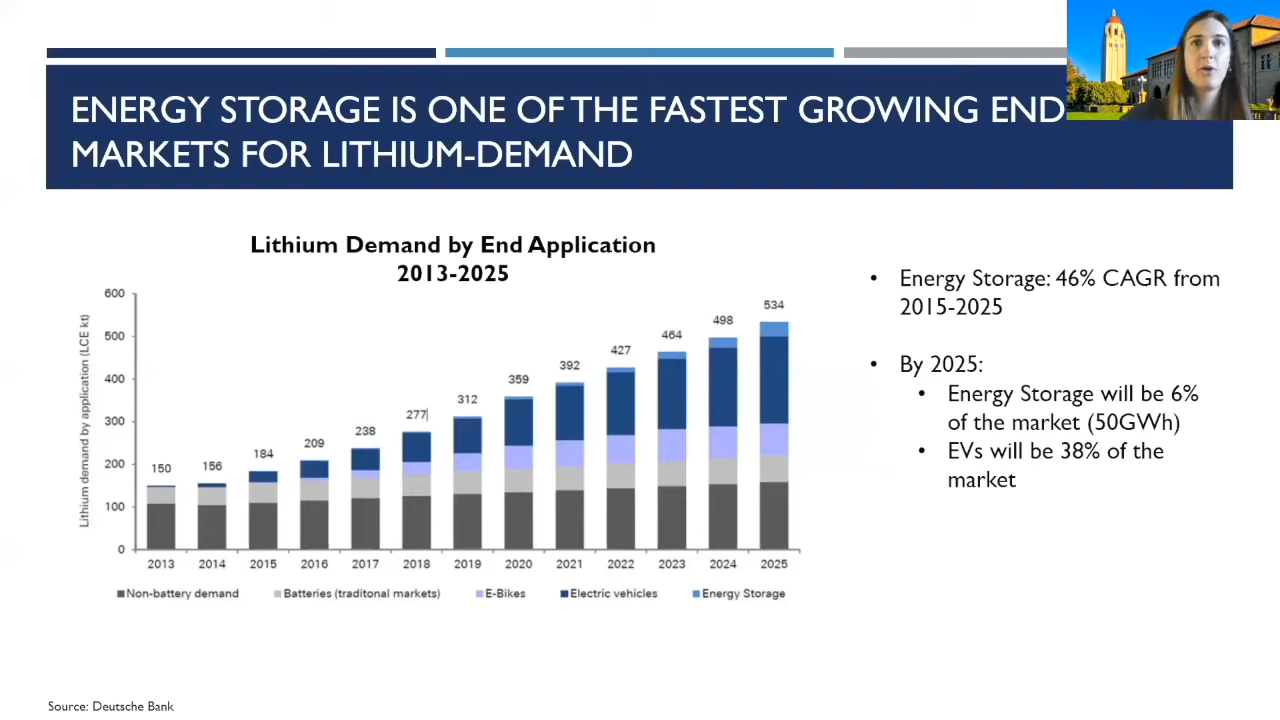 ENERGY STORAGE IS ONE OF THE FASTEST GROWING END
MARKETS FOR LITHIUM-DEMAND
Lithium Demand by End Application
2013-2025
Lithium demand by application (LCE kt)
600
500
400
300
200
100
0
150
156
184
209
238
277
312
359
392
427
464
498
534
2013 2014 2015 2016 2017 2018 2019 2020 2021 2022 2023 2024 2025
Non-battery demand Batteries (traditonal markets) E-Bikes Electric vehicles Energy Storage
• Energy Storage: 46% CAGR from
2015-2025
• By 2025:
• Energy Storage will be 6%
of the market (50GWh)
• EVs will be 38% of the
market
Source: Deutsche Bank